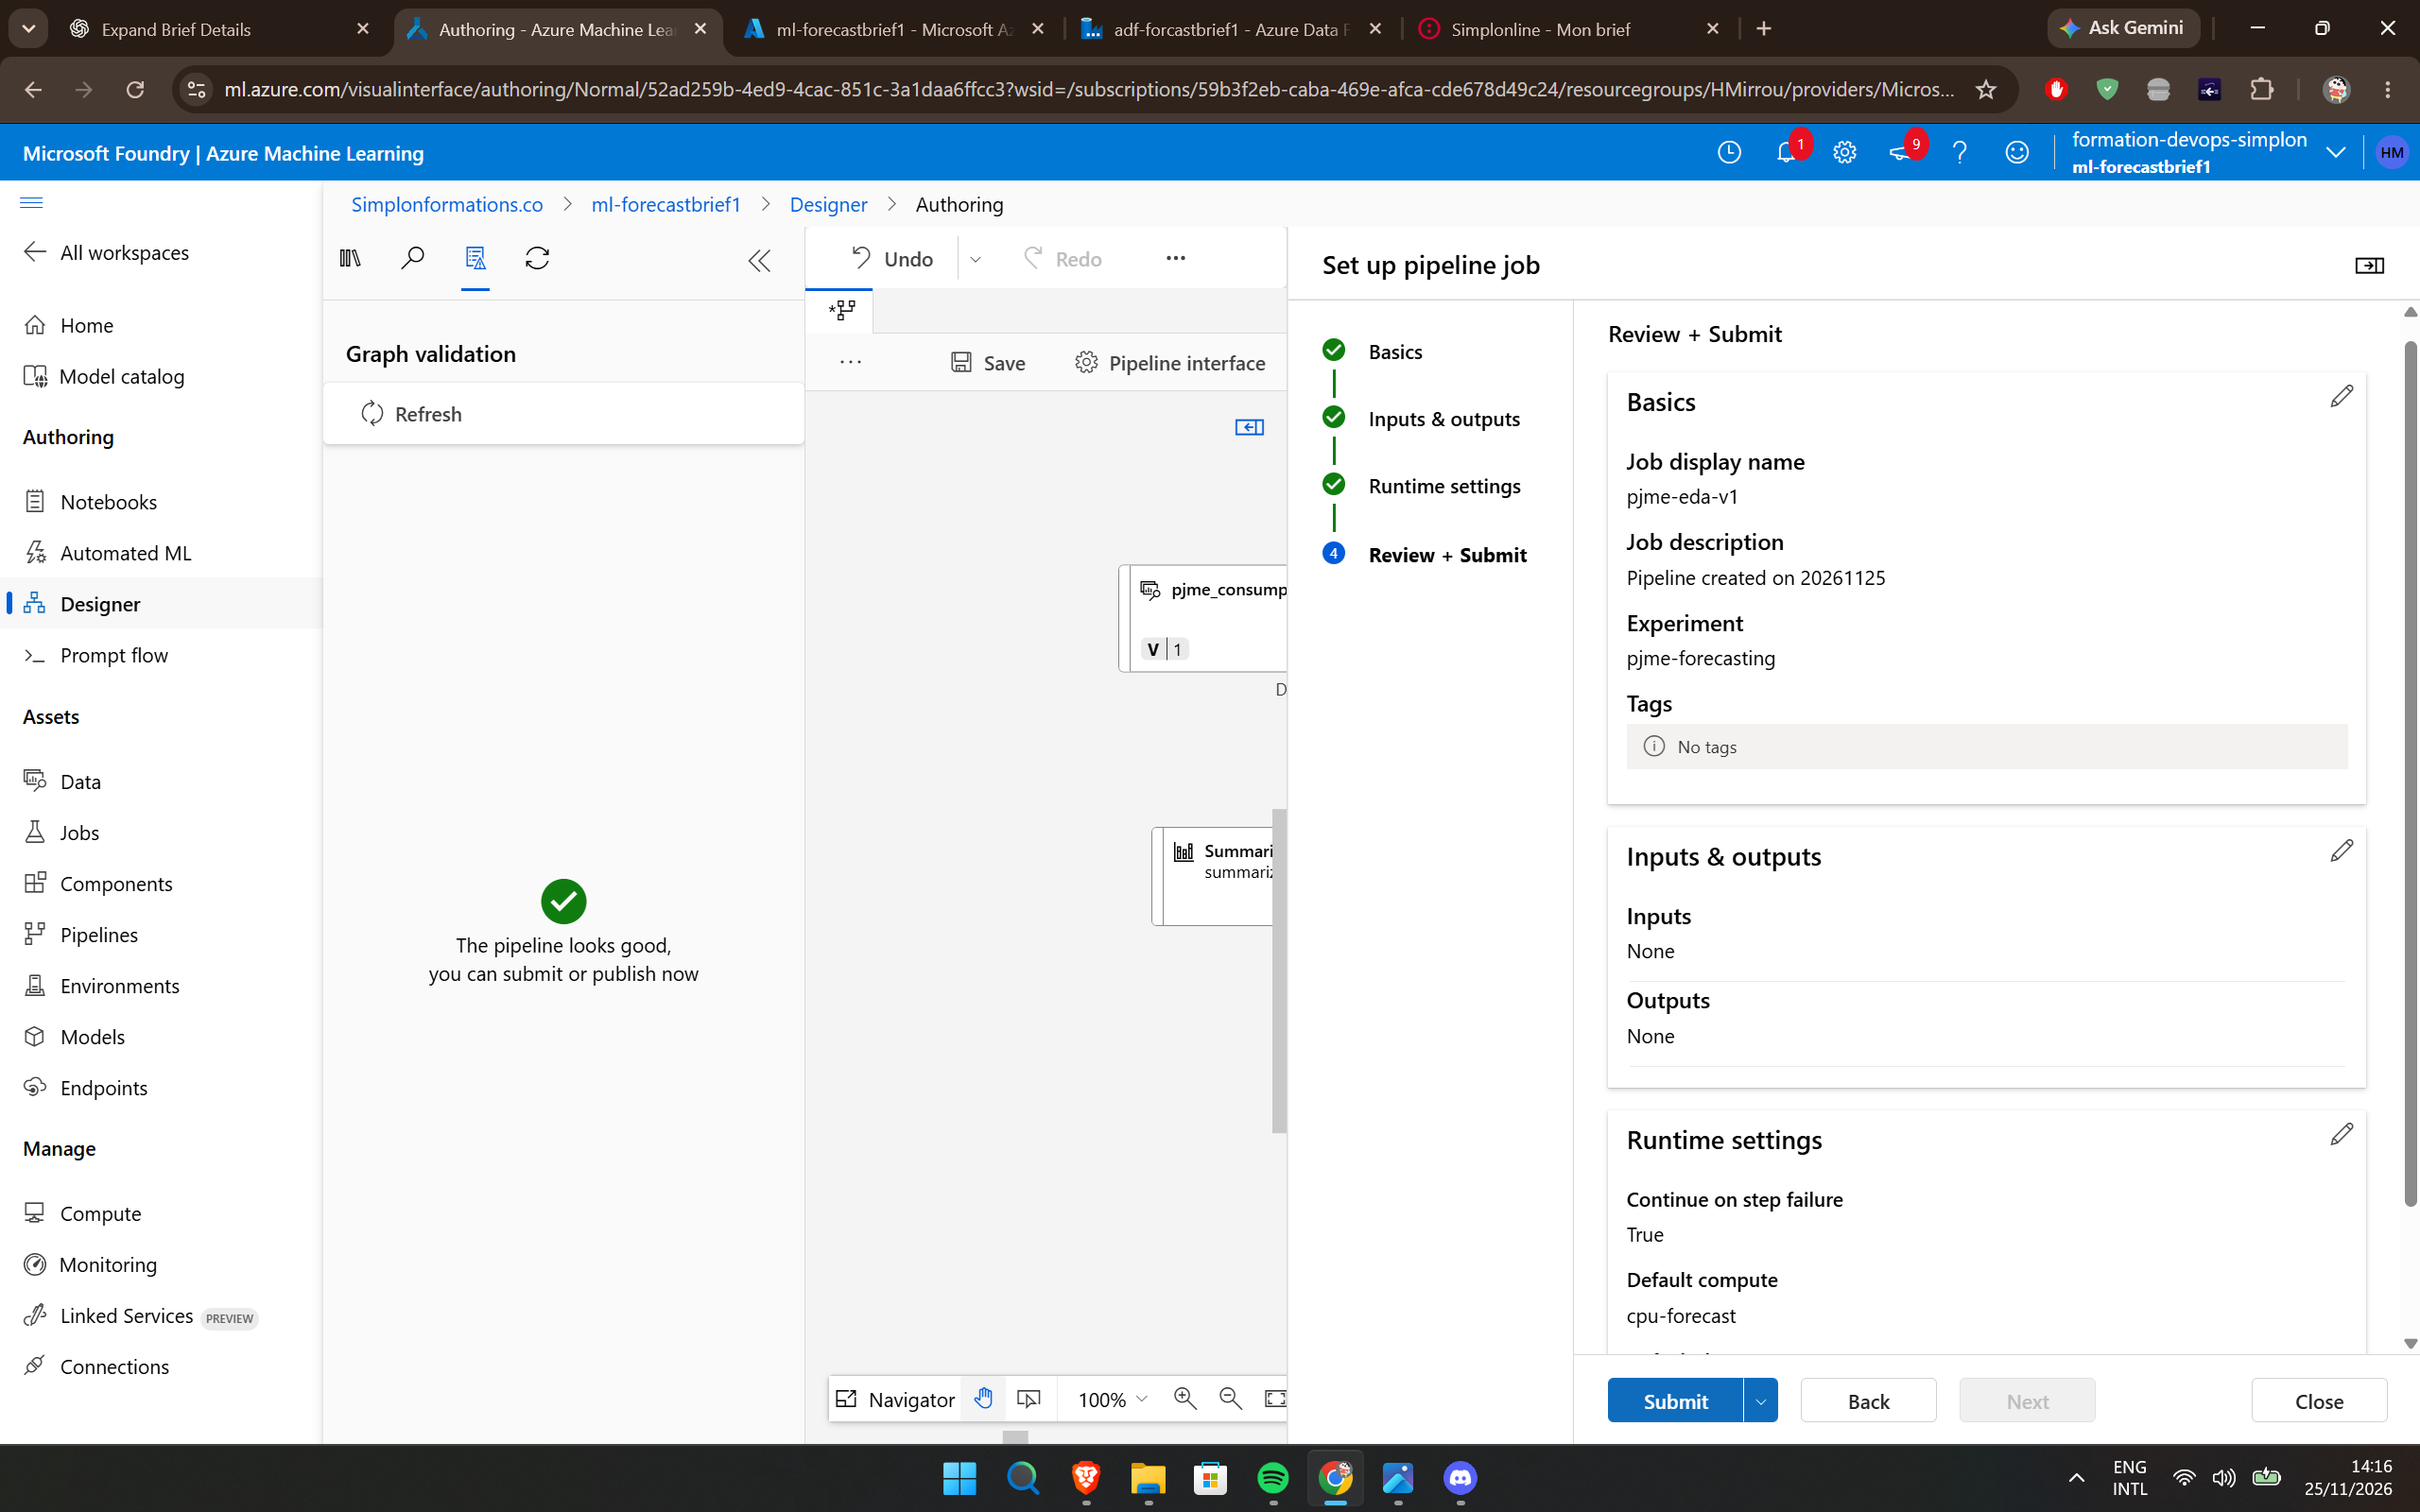 Expand Brief Details
Authoring - Azure Machine Lea
ml-forecastbrief1 - Microsoft Az
adf-forcastbrief1 - Azure Data F
Simplonline - Mon brief
Ask Gemini
ml.azure.com/visualinterface/authoring/Normal/52ad259b-4ed9-4cac-851c-3a1daa6ffcc3?wsid=/subscriptions/59b3f2eb-caba-469e-afca-cde678d49c24/resourcegroups/HMirrou/providers/Micros...
Microsoft Foundry | Azure Machine Learning
1
9
formation-devops-simplon
ml-forecastbrief1
HM
All workspaces
Home
Model catalog
Authoring
Notebooks
Automated ML
Designer
Prompt flow
Assets
Data
Jobs
Components
Pipelines
Environments
Models
Endpoints
Manage
Compute
Monitoring
Linked Services PREVIEW
Connections
Simplonformations.co > ml-forecastbrief1 > Designer > Authoring
Graph validation
Refresh
The pipeline looks good,
you can submit or publish now
Undo
Redo
Save
Pipeline interface
pjme_consump
V 1
D
Summari
summariz
Navigator
100%
Set up pipeline job
Basics
Inputs & outputs
Runtime settings
4 Review + Submit
Review + Submit
Basics
Job display name
pjme-eda-v1
Job description
Pipeline created on 20261125
Experiment
pjme-forecasting
Tags
No tags
Inputs & outputs
Inputs
None
Outputs
None
Runtime settings
Continue on step failure
True
Default compute
cpu-forecast
Submit
Back
Next
Close
ENG
INTL
14:16
25/11/2026